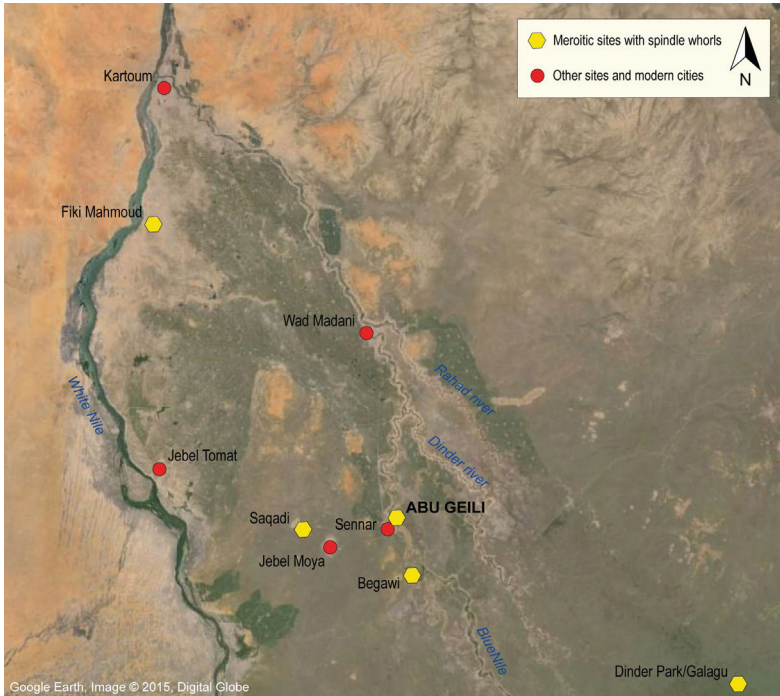 Meroitic sites with spindle whorls
Other sites and modern cities
N
Kartoum
Fiki Mahmoud
Wad Madani
Rahad river
White Nile
Dinder river
Jebel Tomat
ABU GEILI
Saqadi
Sennar
Jebel Moya
Begawi
BlueNile
Dinder Park/Galagu
Google Earth, Image © 2015, Digital Globe